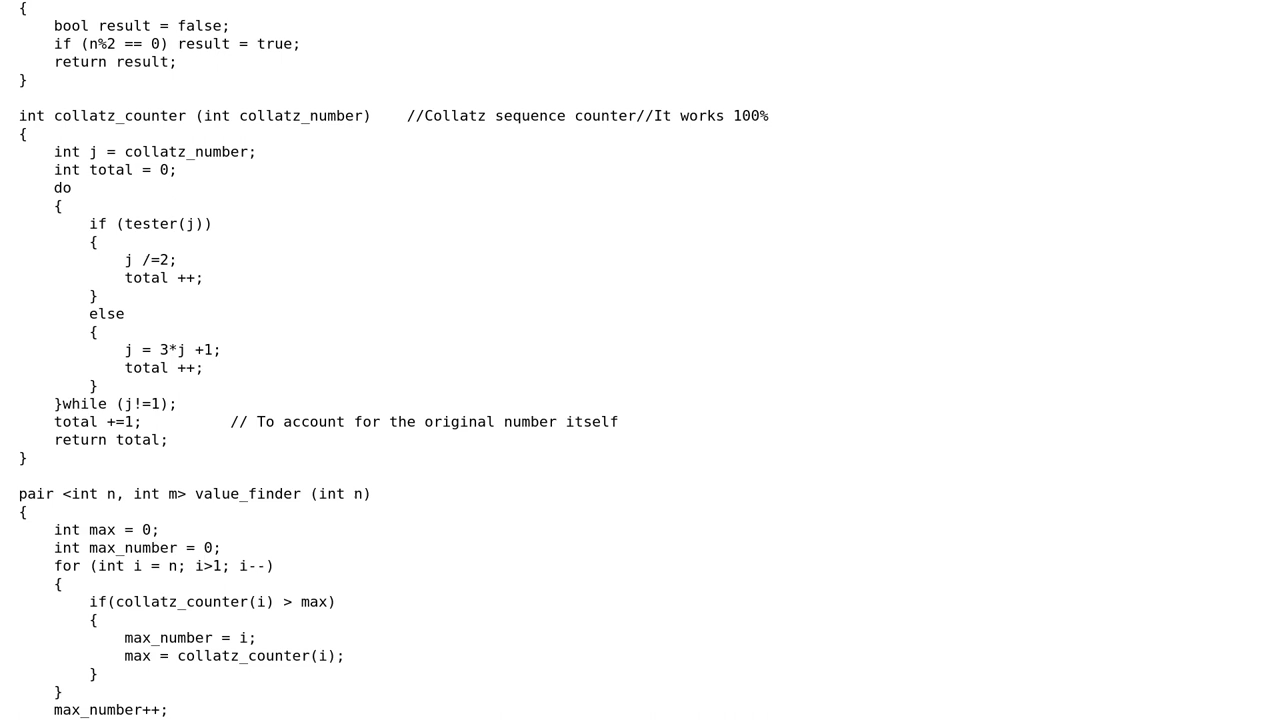 {
    bool result = false;
    if (n%2 == 0) result = true;
    return result;
}

int collatz_counter (int collatz_number)    //Collatz sequence counter//It works 100%
{
    int j = collatz_number;
    int total = 0;
    do
    {
        if (tester(j))
        {
            j /=2;
            total ++;
        }
        else
        {
            j = 3*j +1;
            total ++;
        }
    }while (j!=1);
    total +=1;          // To account for the original number itself
    return total;
}

pair <int n, int m> value_finder (int n)
{
    int max = 0;
    int max_number = 0;
    for (int i = n; i>1; i--)
    {
        if(collatz_counter(i) > max)
        {
            max_number = i;
            max = collatz_counter(i);
        }
    }
    max_number++;